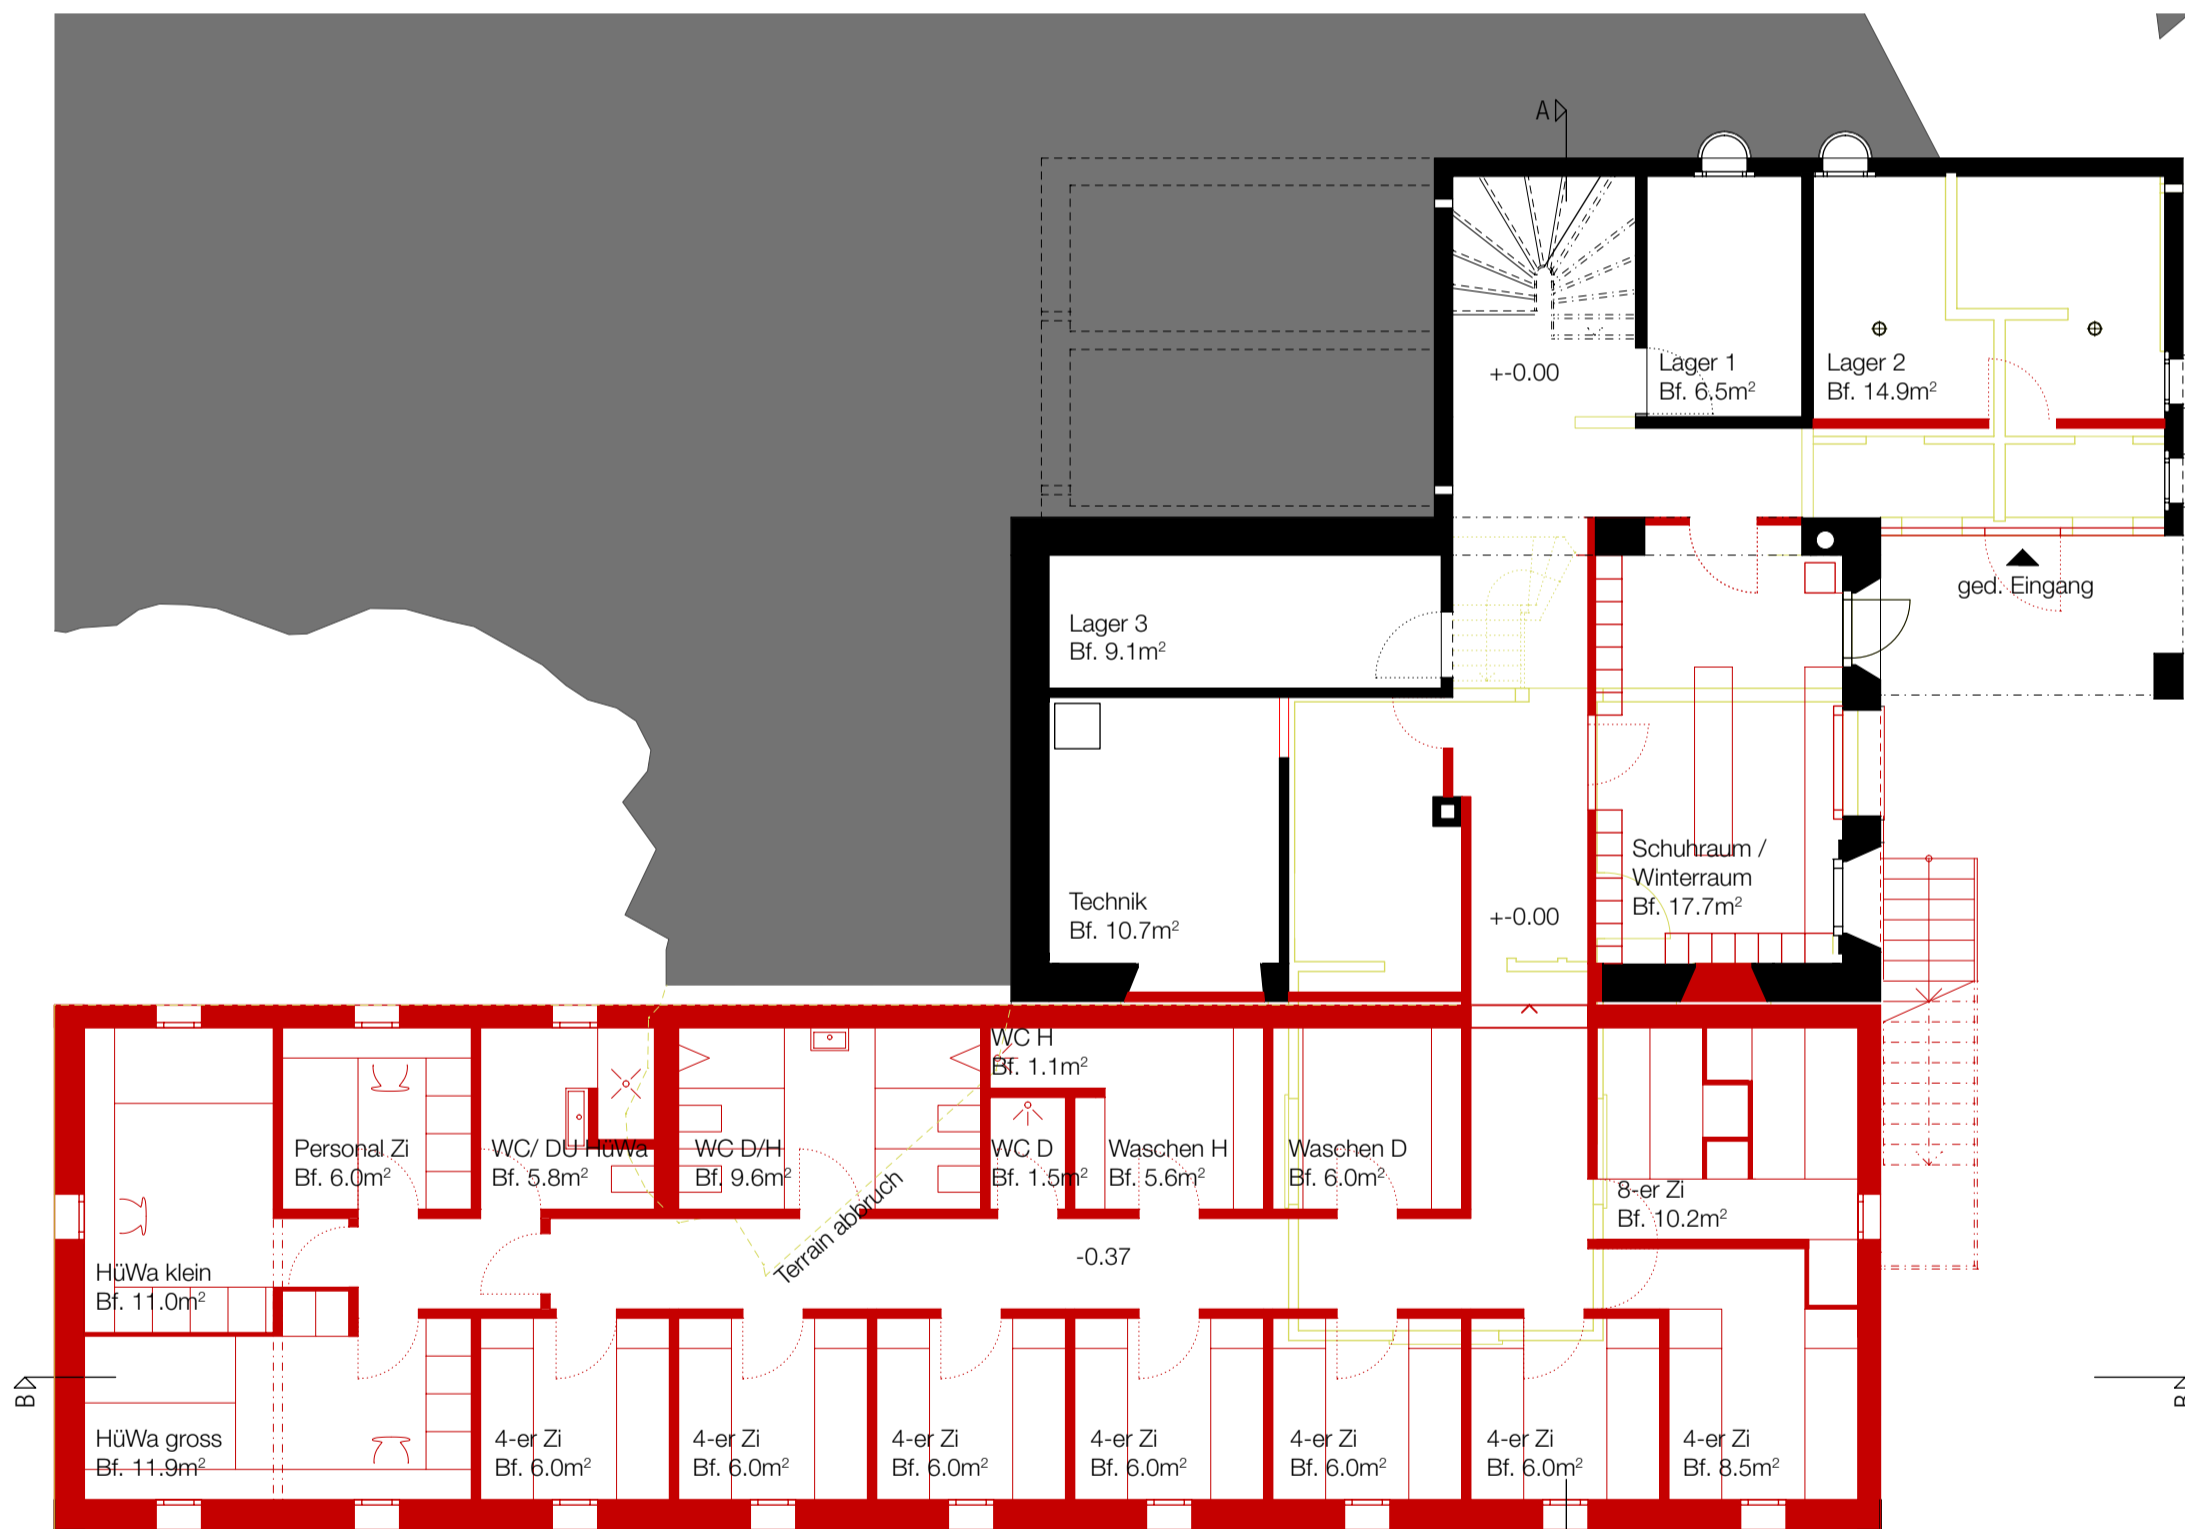 A
+-0.00
Lager 1
Bf. 6.5m²
Lager 2
Bf. 14.9m²
ged. Eingang
Lager 3
Bf. 9.1m²
Schuhraum /
Winterraum
Bf. 17.7m²
Technik
Bf. 10.7m²
+-0.00
WC H
Bf. 1.1m²
Personal Zi
Bf. 6.0m²
WC/ DU HüWa
Bf. 5.8m²
WC D/H
Bf. 9.6m²
WC D
Bf. 1.5m²
Waschen H
Bf. 5.6m²
Waschen D
Bf. 6.0m²
8-er Zi
Bf. 10.2m²
Terrain abbruch
-0.37
HüWa klein
Bf. 11.0m²
B
B
HüWa gross
Bf. 11.9m²
4-er Zi
Bf. 6.0m²
4-er Zi
Bf. 6.0m²
4-er Zi
Bf. 6.0m²
4-er Zi
Bf. 6.0m²
4-er Zi
Bf. 6.0m²
4-er Zi
Bf. 6.0m²
4-er Zi
Bf. 8.5m²